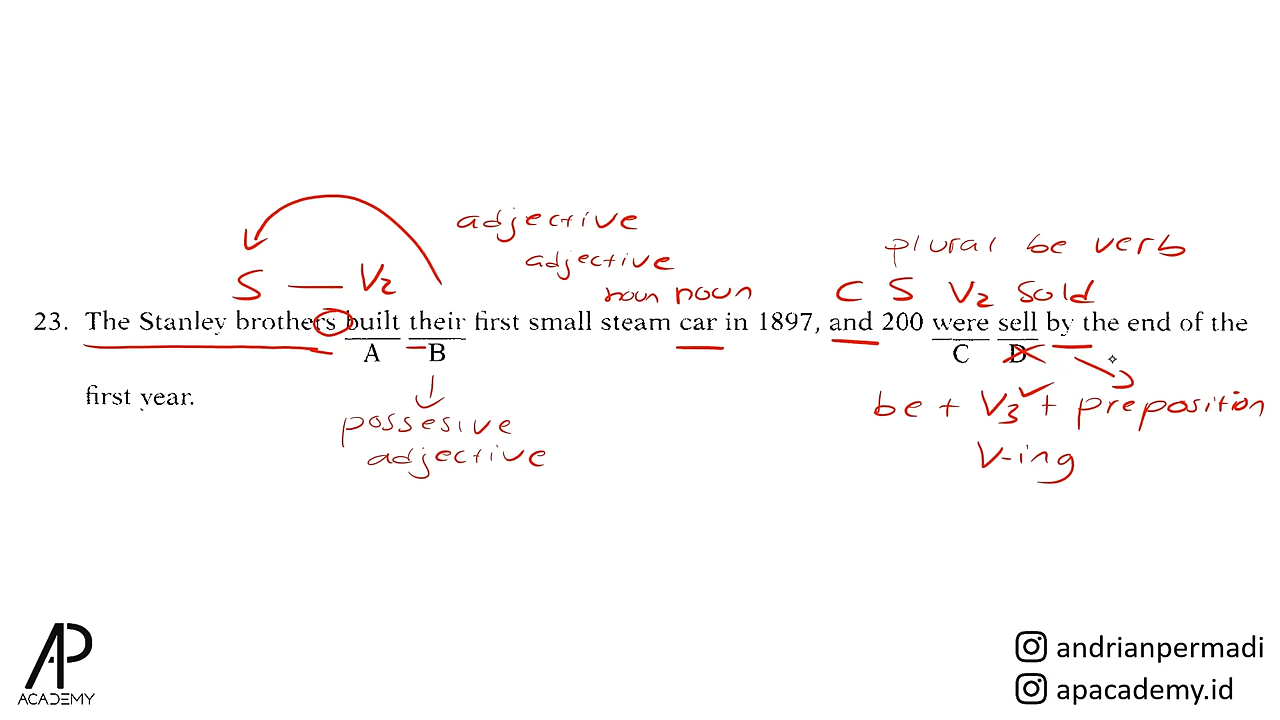 adjective
adjective
plural be verb
S — V2
noun noun
C S V2 sold
23. The Stanley brothers built their first small steam car in 1897, and 200 were sell by the end of the
A B C D
first year.
be + V3 + preposition
possesive
adjective
V-ing
AP
ACADEMY
andrianpermadi
apacademy.id